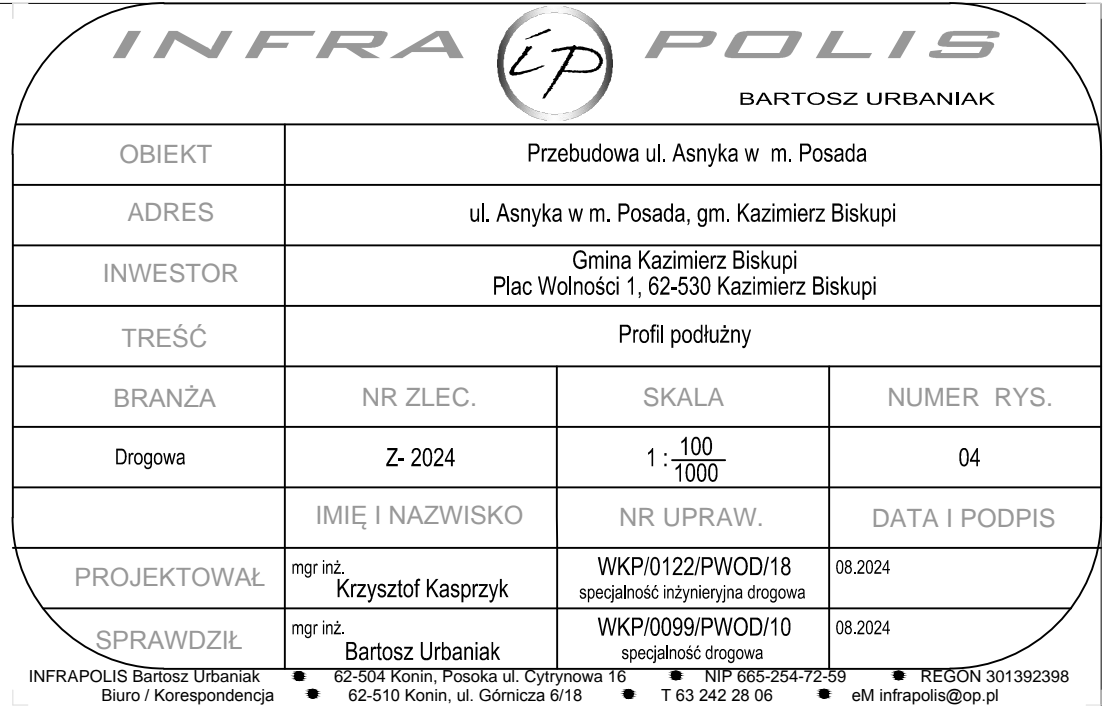 INFRA ip POLIS
BARTOSZ URBANIAK
OBIEKT Przebudowa ul. Asnyka w m. Posada
ADRES ul. Asnyka w m. Posada, gm. Kazimierz Biskupi
INWESTOR Gmina Kazimierz Biskupi
Plac Wolności 1, 62-530 Kazimierz Biskupi
TREŚĆ Profil podłużny
BRANŻA NR ZLEC. SKALA NUMER RYS.
Drogowa Z- 2024 1 : 100/1000 04
IMIĘ I NAZWISKO NR UPRAW. DATA I PODPIS
PROJEKTOWAŁ mgr inż. Krzysztof Kasprzyk WKP/0122/PWOD/18 08.2024
specjalność inżynieryjna drogowa
SPRAWDZIŁ mgr inż. Bartosz Urbaniak WKP/0099/PWOD/10 08.2024
specjalność drogowa
INFRAPOLIS Bartosz Urbaniak 62-504 Konin, Posoka ul. Cytrynowa 16 NIP 665-254-72-59 REGON 301392398
Biuro / Korespondencja 62-510 Konin, ul. Górnicza 6/18 T 63 242 28 06 eM infrapolis@op.pl